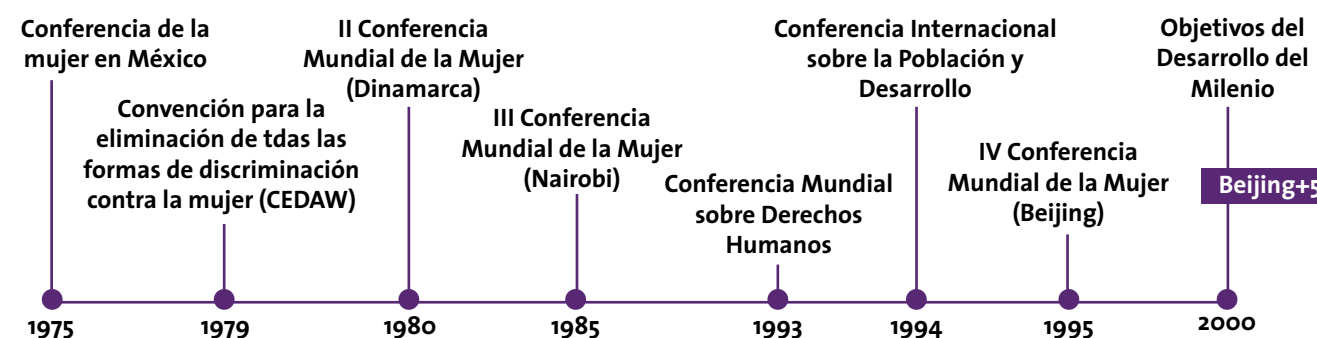 Conferencia de la
mujer en México
Convención para la
eliminación de tdas las
formas de discriminación
contra la mujer (CEDAW)
II Conferencia
Mundial de la Mujer
(Dinamarca)
III Conferencia
Mundial de la Mujer
(Nairobi)
Conferencia Mundial
sobre Derechos
Humanos
Conferencia Internacional
sobre la Población y
Desarrollo
IV Conferencia
Mundial de la Mujer
(Beijing)
Objetivos del
Desarrollo del
Milenio
Beijing+5
1975
1979
1980
1985
1993
1994
1995
2000